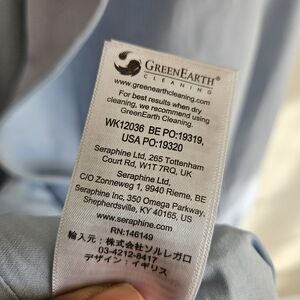 GREENEARTH®
CLEANING
www.greenearthcleaning.com
For best results when dry
cleaning, we recommend using
GreenEarth Cleaning.
WK12036 BE PO:19319,
USA PO:19320
Seraphine Ltd, 265 Tottenham
Court Rd, W1T 7RQ, UK
Seraphine Ltd,
C/O Zonneweg 1, 9940 Rieme, BE
Seraphine Inc, 350 Omega Parkway,
Shepherdsville, KY 40165, US
www.seraphine.com
RN:146149
輸入元：株式会社ソルレガロ
03-4212-8417
デザイン：イギリス